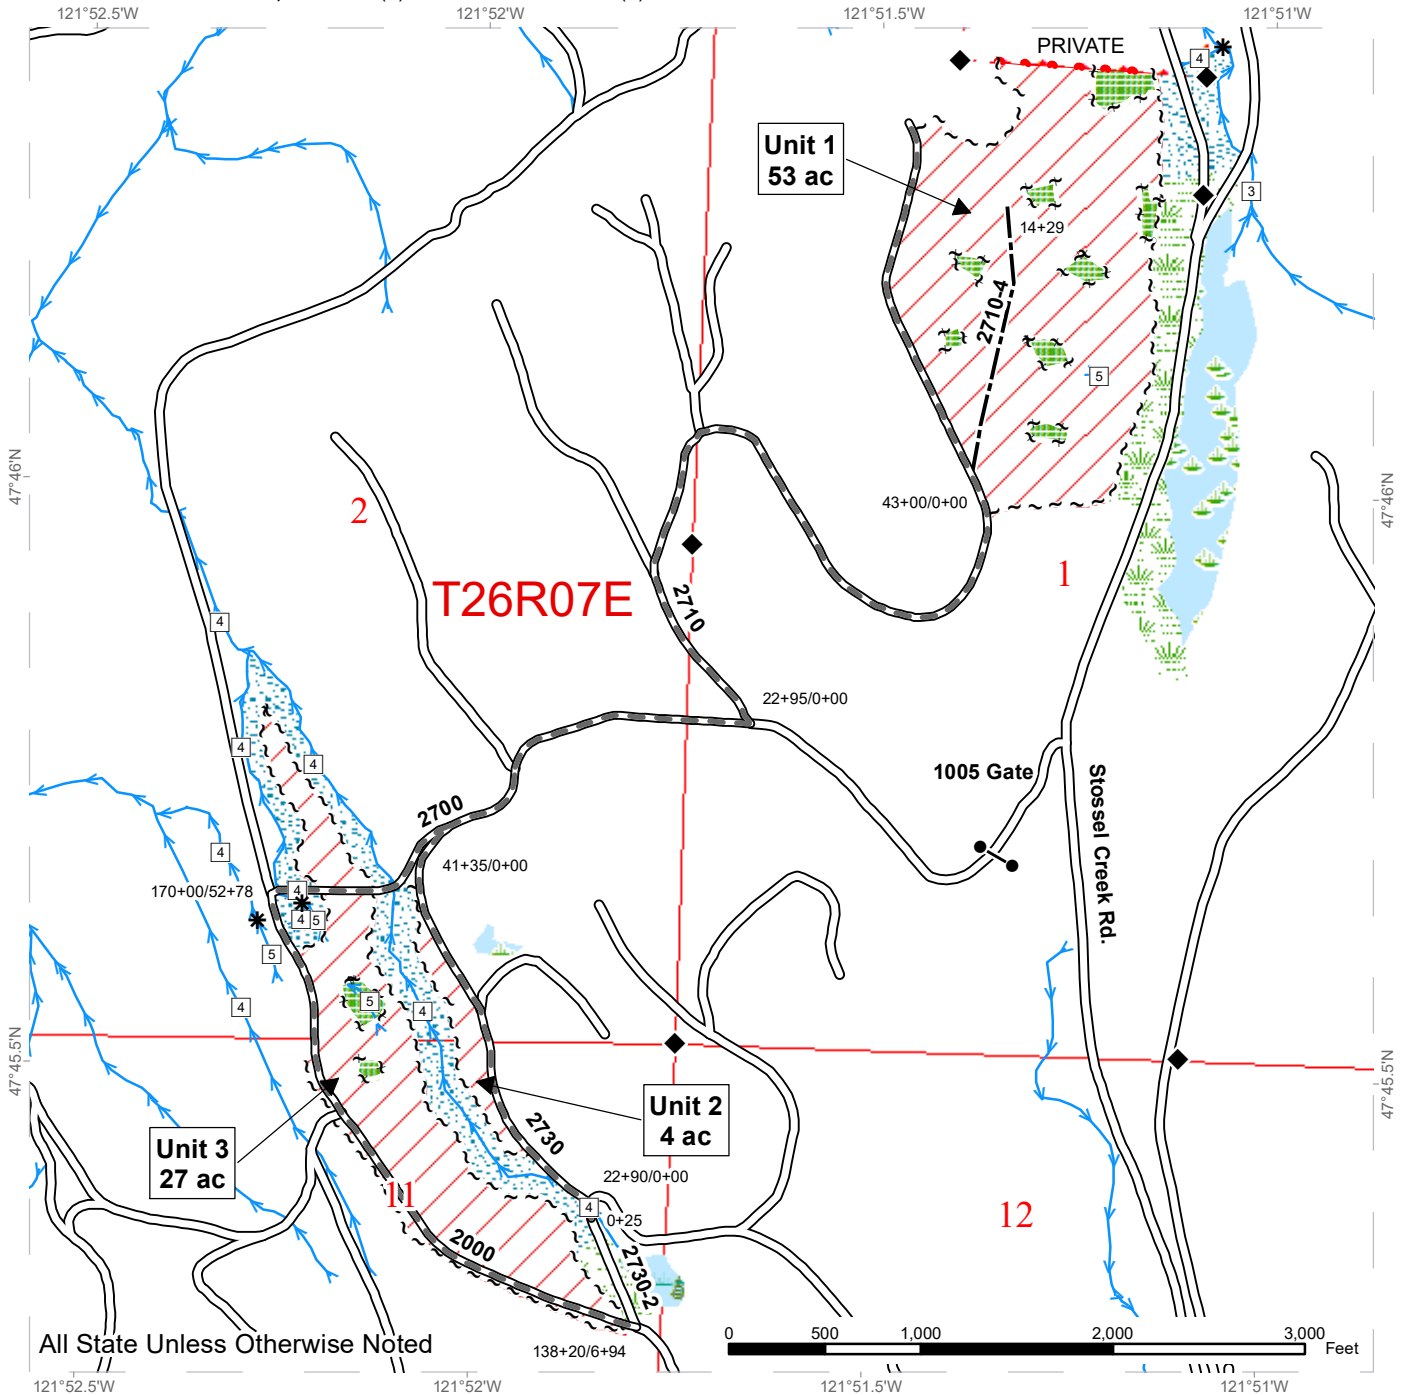 121°52.5'W
121°52'W
121°51.5'W
121°51'W
PRIVATE
4
Unit 1
53 ac
3
14+29
2710-4
5
47°46'N
47°46'N
43+00/0+00
2
1
T26R07E
2710
4
22+95/0+00
4
4
1005 Gate
Stossel Creek Rd.
2700
4
41+35/0+00
170+00/52+78
4
4
5
5
5
4
4
47°45.5'N
47°45.5'N
Unit 2
4 ac
2730
Unit 3
27 ac
22+90/0+00
11
4
0+25
12
2000
2730-2
All State Unless Otherwise Noted
0
500
1,000
2,000
3,000
Feet
138+20/6+94
121°52.5'W
121°52'W
121°51.5'W
121°51'W